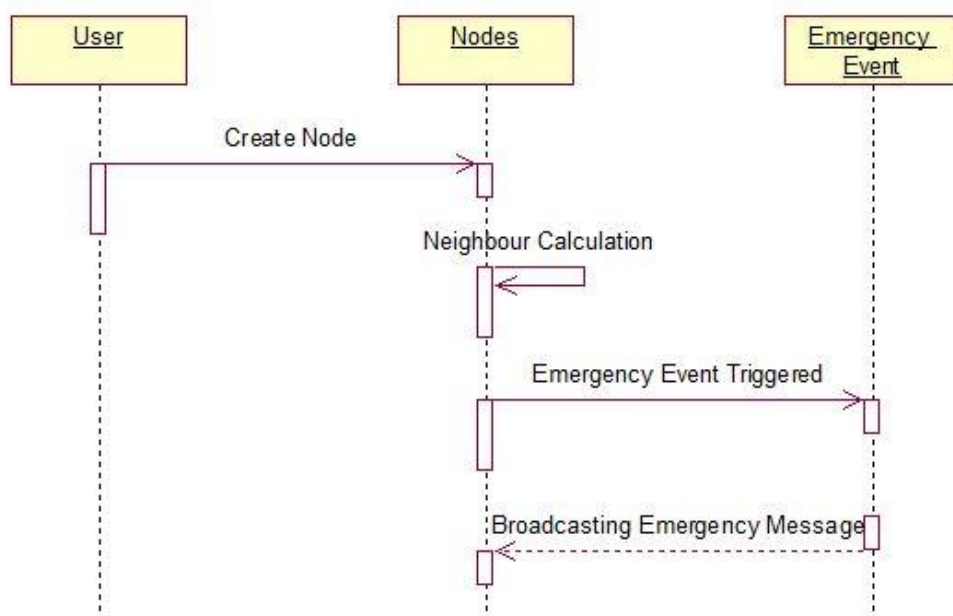 User
Nodes
Emergency
Event
Create Node
Neighbour Calculation
Emergency Event Triggered
Broadcasting Emergency Message